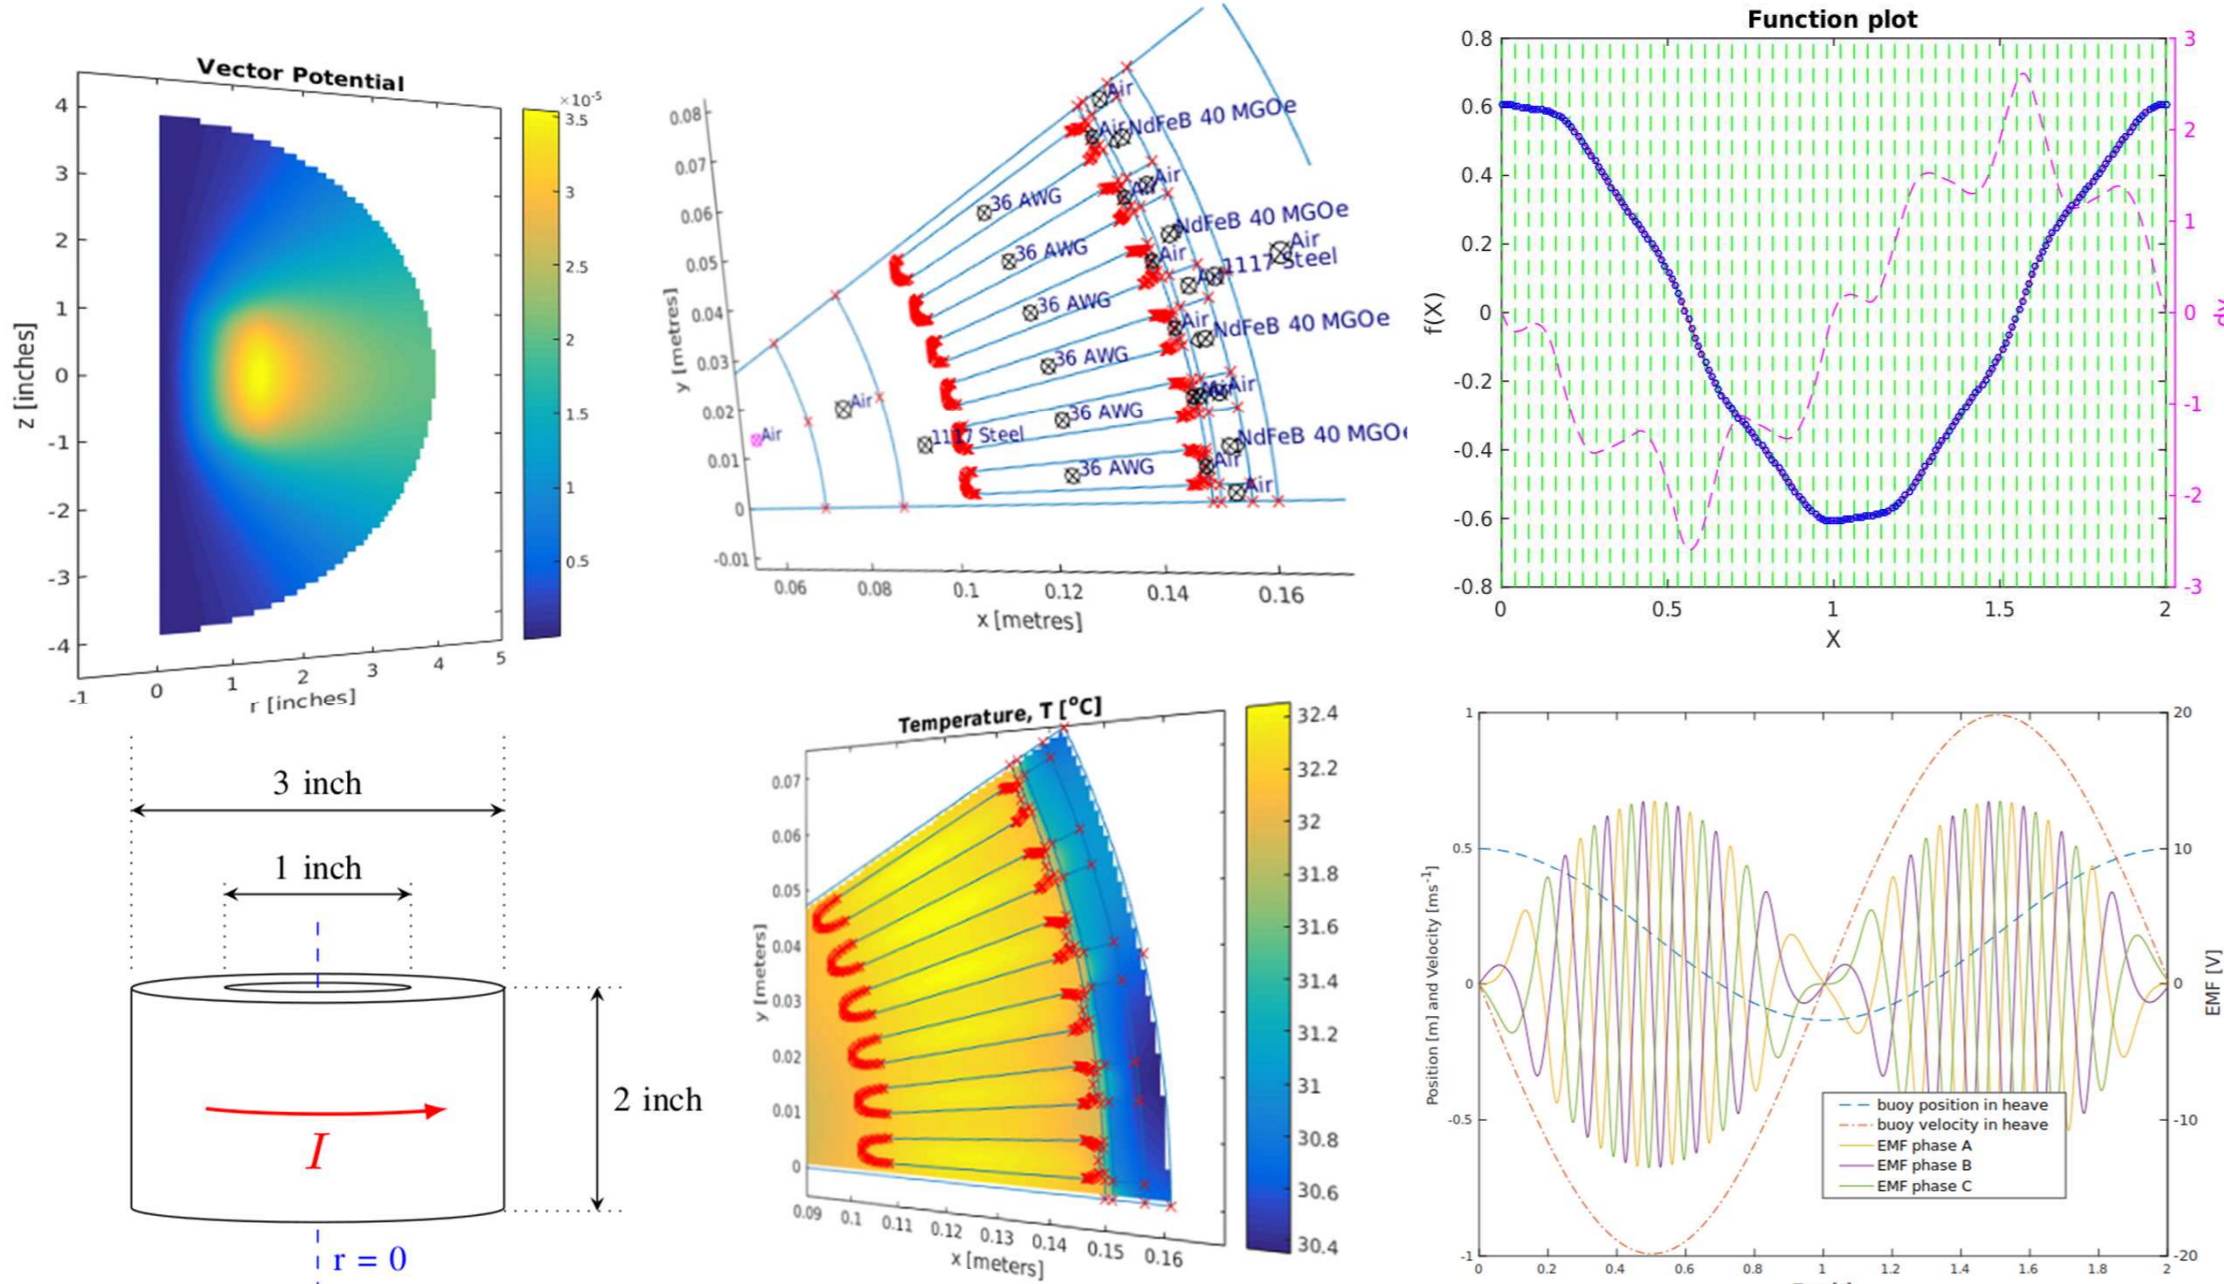 Vector Potential
×10-5
4
3
2
1
0
-1
-2
-3
-4
z [inches]
-1
0
1
2
3
4
5
r [inches]
3.5
3
2.5
2
1.5
1
0.5
0.08
0.07
0.06
0.05
0.04
0.03
0.02
0.01
0
-0.01
y [metres]
0.06
0.08
0.1
0.12
0.14
0.16
x [metres]
Air
Air
NdFeB 40 MGOe
Air
36 AWG
NdFeB 40 MGOe
Air
36 AWG
Air
1117 Steel
36 AWG
Air
NdFeB 40 MGOe
36 AWG
Air
Air
36 AWG
Air
1117 Steel
NdFeB 40 MGO
36 AWG
Air
Air
Function plot
0.8
0.6
0.4
0.2
0
-0.2
-0.4
-0.6
-0.8
f(X)
0
0.5
1
1.5
2
X
3
2
1
0
-1
-2
-3
3 inch
1 inch
2 inch
I
r = 0
Temperature, T [oC]
0.07
0.06
0.05
0.04
0.03
0.02
0.01
0
y [meters]
0.09
0.1
0.11
0.12
0.13
0.14
0.15
0.16
x [meters]
32.4
32.2
32
31.8
31.6
31.4
31.2
31
30.8
30.6
30.4
1
0.5
0
-0.5
-1
Position [m] and Velocity [ms-1]
0
0.2
0.4
0.6
0.8
1
1.2
1.4
1.6
1.8
2
20
10
0
-10
-20
EMF [V]
buoy position in heave
buoy velocity in heave
EMF phase A
EMF phase B
EMF phase C